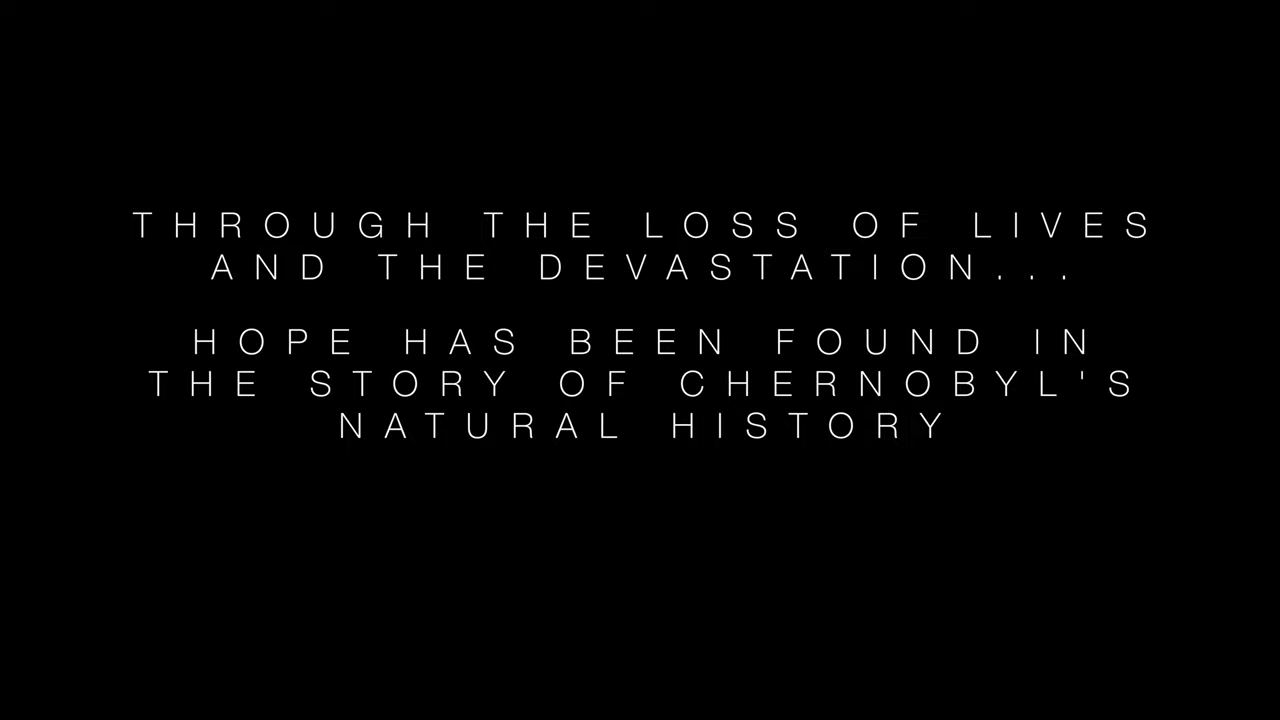 THROUGH THE LOSS OF LIVES
AND THE DEVASTATION...
HOPE HAS BEEN FOUND IN
THE STORY OF CHERNOBYL'S
NATURAL HISTORY